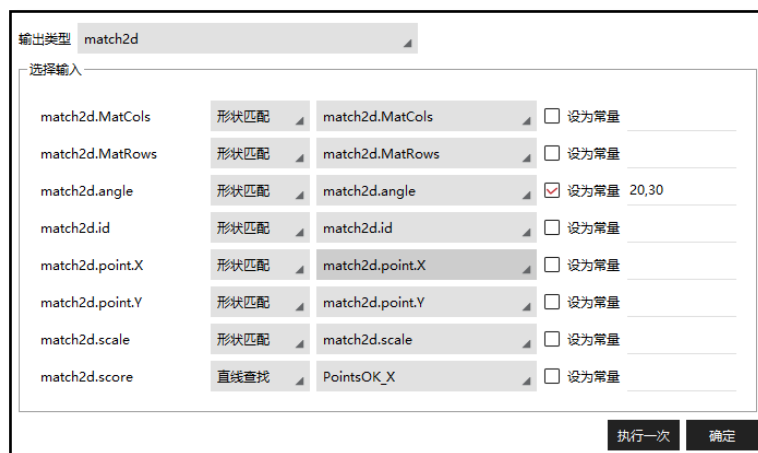 输出类型 match2d
选择输入
match2d.MatCols 形状匹配 match2d.MatCols 设为常量
match2d.MatRows 形状匹配 match2d.MatRows 设为常量
match2d.angle 形状匹配 match2d.angle 设为常量 20,30
match2d.id 形状匹配 match2d.id 设为常量
match2d.point.X 形状匹配 match2d.point.X 设为常量
match2d.point.Y 形状匹配 match2d.point.Y 设为常量
match2d.scale 形状匹配 match2d.scale 设为常量
match2d.score 直线查找 PointsOK_X 设为常量
执行一次 确定